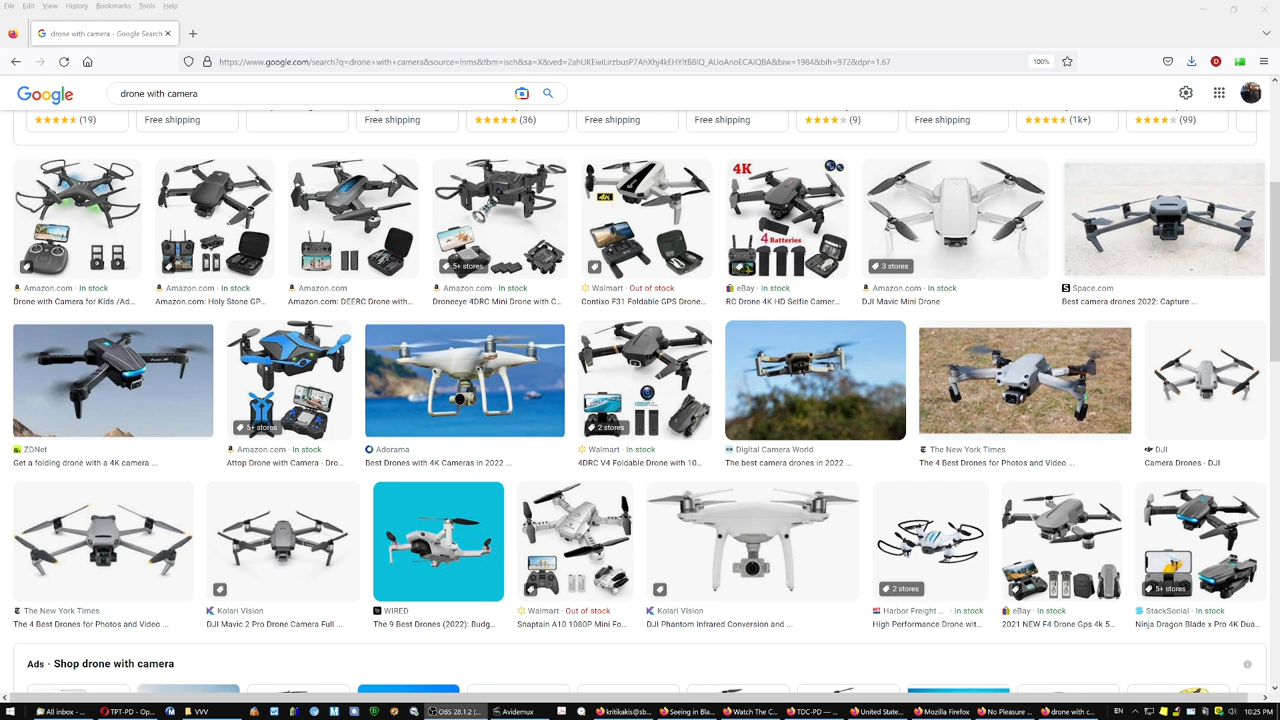 File Edit View History Bookmarks Tools Help
drone with camera - Google Search
https://www.google.com/search?q=drone+with+camera&source=lnms&tbm=isch&sa=X&ved=2ahUKEwiLirzbusP7AhXhj4kEHYltB8IQ_AUoAnoECAIQBA&biw=1984&bih=972&dpr=1.67
100%
Google
drone with camera
(19) Free shipping Free shipping (36) Free shipping Free shipping (9) Free shipping (1k+) (99)
4K
4K
4 Batteries
5+ stores
3 stores
Amazon.com · In stock
Drone with Camera for Kids /Ad...
Amazon.com · In stock
Amazon.com: Holy Stone GP...
Amazon.com
Amazon.com: DEERC Drone with...
Amazon.com · In stock
Droneeye 4DRC Mini Drone with C...
Walmart · Out of stock
Contixo F31 Foldable GPS Drone...
eBay · In stock
RC Drone 4K HD Selfie Camer...
Amazon.com · In stock
DJI Mavic Mini Drone
Space.com
Best camera drones 2022: Capture ...
5+ stores
1080P
2 stores
ZDNet
Get a folding drone with a 4K camera ...
Amazon.com · In stock
Attop Drone with Camera - Dro...
Adorama
Best Drones with 4K Cameras in 2022 ...
Walmart · In stock
4DRC V4 Foldable Drone with 10...
Digital Camera World
The best camera drones in 2022 ...
The New York Times
The 4 Best Drones for Photos and Video ...
DJI
Camera Drones - DJI
2 stores
5+ stores
The New York Times
The 4 Best Drones for Photos and Video ...
Kolari Vision
DJI Mavic 2 Pro Drone Camera Full ...
WIRED
The 9 Best Drones (2022): Budg...
Walmart · Out of stock
Snaptain A10 1080P Mini Fo...
Kolari Vision
DJI Phantom Infrared Conversion and ...
Harbor Freight ... · In stock
High Performance Drone wit...
eBay · In stock
2021 NEW F4 Drone Gps 4k 5...
StackSocial · In stock
Ninja Dragon Blade x Pro 4K Dua...
Ads · Shop drone with camera
All inbox - ... TPT-PD - Op... VVV OBS 28.1.2 (... Avidemux kritikakis@sb... Seeing in Bla... Watch The C... TDC-PD — ... United State... Mozilla Firefox No Pleasure ... drone with c... EN 10:25 PM